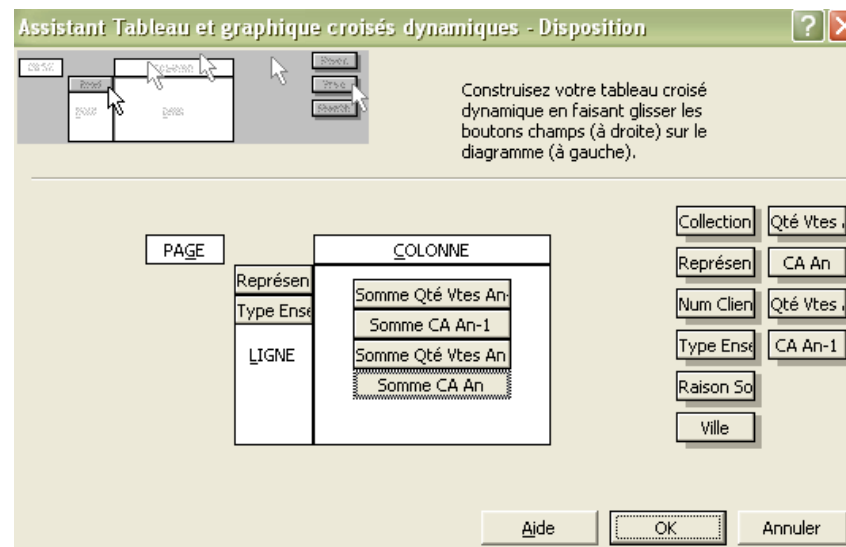 Assistant Tableau et graphique croisés dynamiques - Disposition
Construisez votre tableau croisé
dynamique en faisant glisser les
boutons champs (à droite) sur le
diagramme (à gauche).
PAGE
COLONNE
Représen
Type Ense
LIGNE
Somme Qté Vtes An-
Somme CA An-1
Somme Qté Vtes An
Somme CA An
Collection
Qté Vtes
Représen
CA An
Num Clien
Qté Vtes
Type Ense
CA An-1
Raison So
Ville
Aide
OK
Annuler